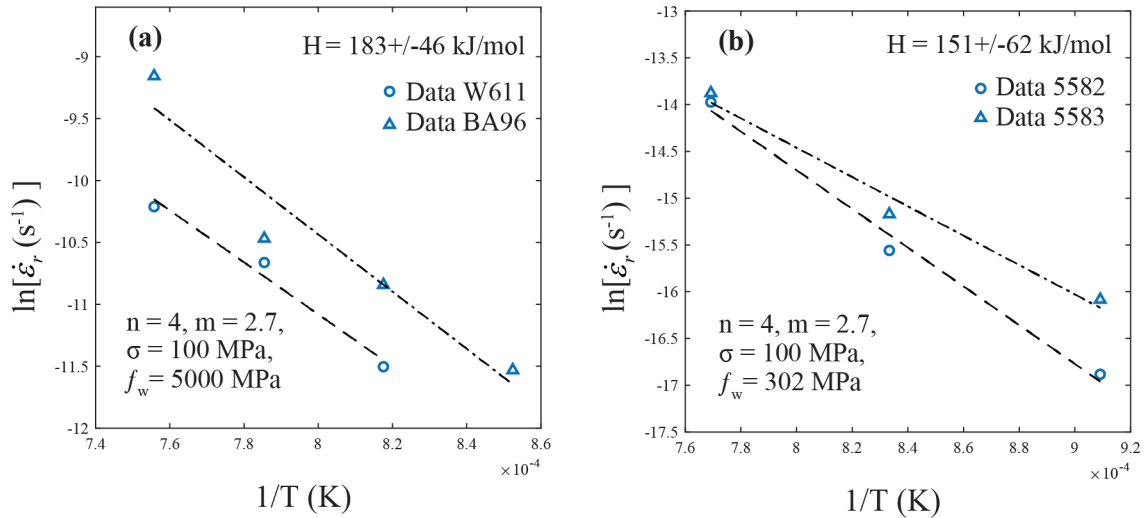 (a)
H = 183+/-46 kJ/mol
Data W611
Data BA96
n = 4, m = 2.7,
σ = 100 MPa,
f_w = 5000 MPa
ln[ε̇_r (s⁻¹) ]
-9
-9.5
-10
-10.5
-11
-11.5
-12
7.4
7.6
7.8
8
8.2
8.4
8.6
×10⁻⁴
1/T (K)
(b)
H = 151+/-62 kJ/mol
Data 5582
Data 5583
n = 4, m = 2.7,
σ = 100 MPa,
f_w = 302 MPa
ln[ε̇_r (s⁻¹) ]
-13.5
-14
-14.5
-15
-15.5
-16
-16.5
-17
-17.5
7.6
7.8
8
8.2
8.4
8.6
8.8
9
9.2
×10⁻⁴
1/T (K)